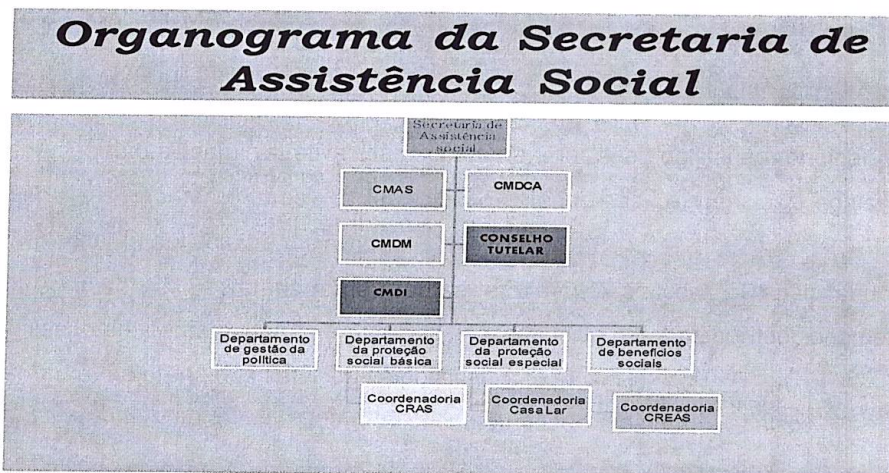 Organograma da Secretaria de
Assistência Social
Secretaria de
Assistência
social
CMAS
CMDCA
CMDM
CONSELHO
TUTELAR
CMDI
Departamento
de gestão da
política
Departamento
da proteção
social básica
Departamento
da proteção
social especial
Departamento
de benefícios
sociais
Coordenadoria
CRAS
Coordenadoria
Casa Lar
Coordenadoria
CREAS